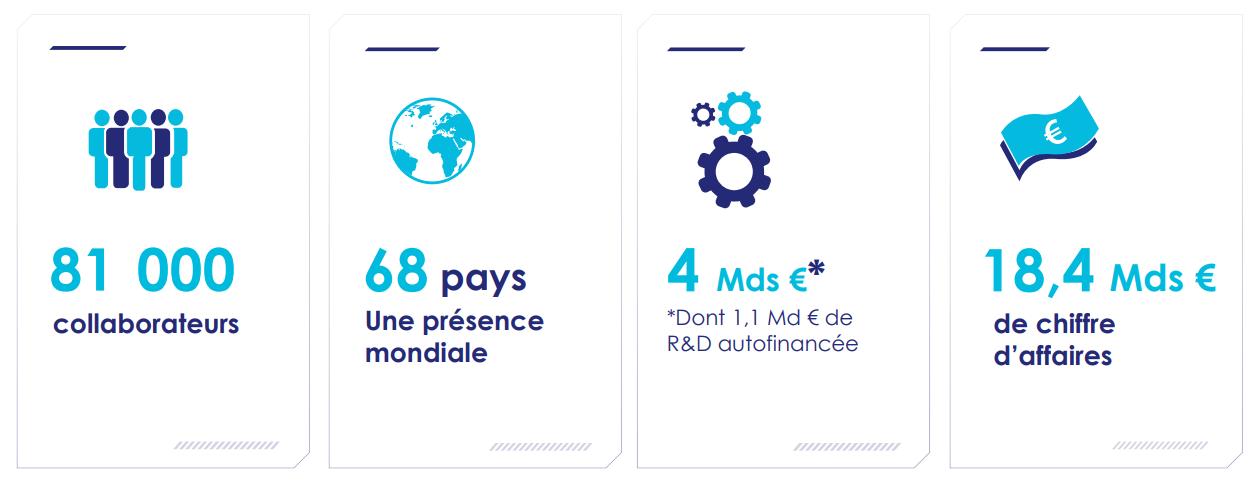 81 000
collaborateurs
68 pays
Une présence
mondiale
4 Mds €*
*Dont 1,1 Md € de
R&D autofinancée
€
18,4 Mds €
de chiffre
d’affaires